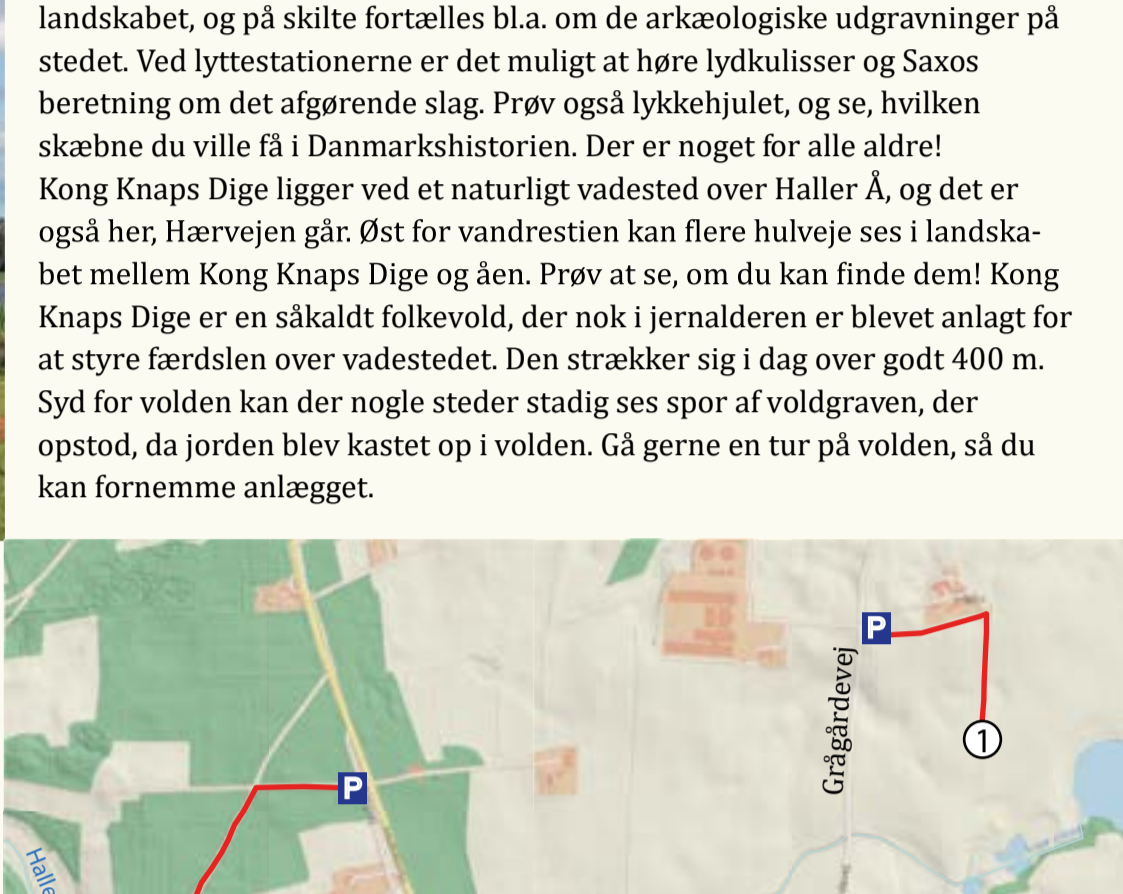 landskabet, og på skilte fortælles bl.a. om de arkæologiske udgravninger på
stedet. Ved lyttestationerne er det muligt at høre lydkulisser og Saxos
beretning om det afgørende slag. Prøv også lykkehjulet, og se, hvilken
skæbne du ville få i Danmarkshistorien. Der er noget for alle aldre!
Kong Knaps Dige ligger ved et naturligt vadested over Haller Å, og det er
også her, Hærvejen går. Øst for vandrestien kan flere hulveje ses i landska-
bet mellem Kong Knaps Dige og åen. Prøv at se, om du kan finde dem! Kong
Knaps Dige er en såkaldt folkevold, der nok i jernalderen er blevet anlagt for
at styre færdslen over vadestedet. Den strækker sig i dag over godt 400 m.
Syd for volden kan der nogle steder stadig ses spor af voldgraven, der
opstod, da jorden blev kastet op i volden. Gå gerne en tur på volden, så du
kan fornemme anlægget.
P
Grågårdevej
1
P
Halle